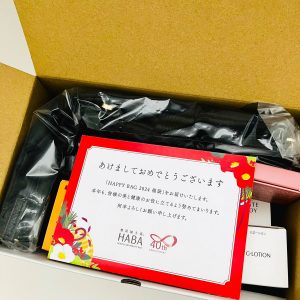 あけましておめでとうございます
「HAPPY BAG 2024 福袋」をお届けいたします。
本年も、皆様の美と健康のお役に立てるよう努めてまいります。
何卒よろしくお願い申し上げます。
HABA
40th
LOTION